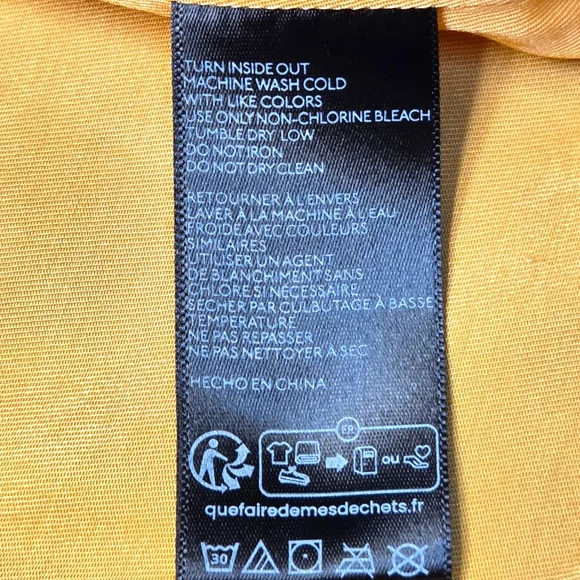 TURN INSIDE OUT
MACHINE WASH COLD
WITH LIKE COLORS
USE ONLY NON-CHLORINE BLEACH
TUMBLE DRY LOW
DO NOT IRON
DO NOT DRY CLEAN
RETOURNER À L'ENVERS
LAVER À LA MACHINE À L'EAU
FROIDE AVEC COULEURS
SIMILAIRES
UTILISER UN AGENT
DE BLANCHIMENT SANS
CHLORE SI NÉCESSAIRE
SÉCHER PAR CULBUTAGE À BASSE
TEMPERATURE
NE PAS REPASSER
NE PAS NETTOYER À SEC
HECHO EN CHINA
FR
ou
quefairedemesdechets.fr
30